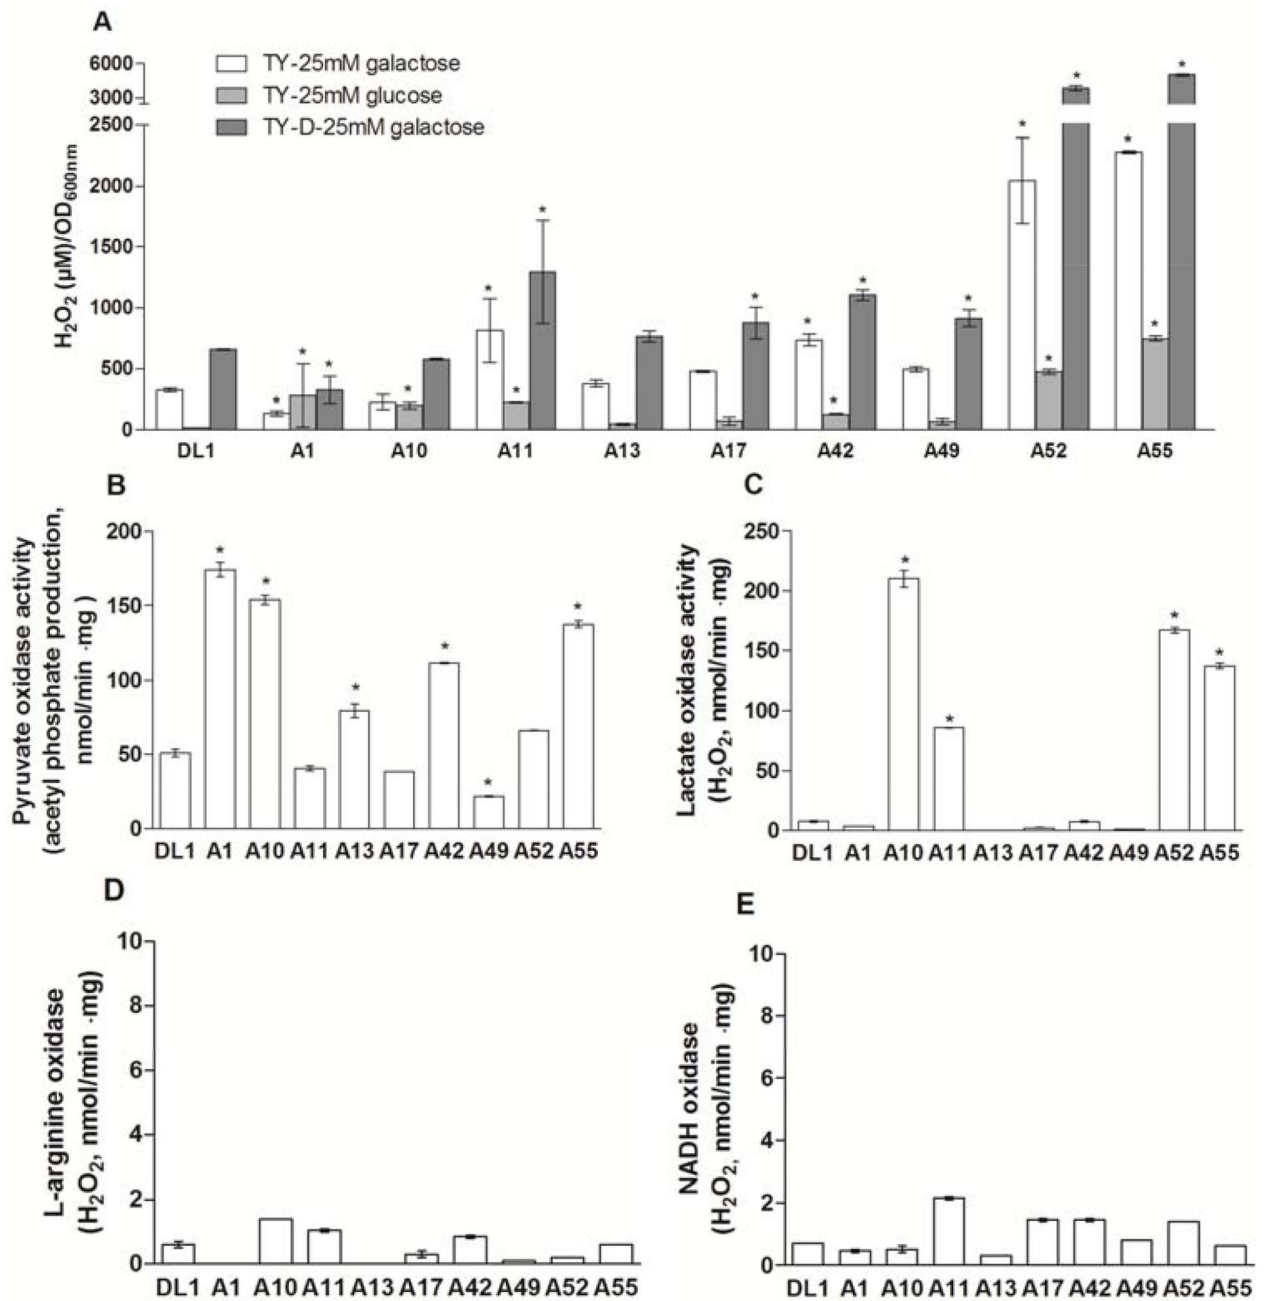 A
TY-25mM galactose
TY-25mM glucose
TY-D-25mM galactose
H2O2 (µM)/OD600nm
6000
3000
2500
2000
1500
1000
500
0
DL1 A1 A10 A11 A13 A17 A42 A49 A52 A55
B
Pyruvate oxidase activity
(acetyl phosphate production,
nmol/min ·mg )
200
150
100
50
0
DL1 A1 A10 A11 A13 A17 A42 A49 A52 A55
C
Lactate oxidase activity
(H2O2, nmol/min ·mg)
250
200
150
100
50
0
DL1 A1 A10 A11 A13 A17 A42 A49 A52 A55
D
L-arginine oxidase
(H2O2, nmol/min ·mg)
10
8
6
4
2
0
DL1 A1 A10 A11 A13 A17 A42 A49 A52 A55
E
NADH oxidase
(H2O2, nmol/min ·mg)
10
8
6
4
2
0
DL1 A1 A10 A11 A13 A17 A42 A49 A52 A55